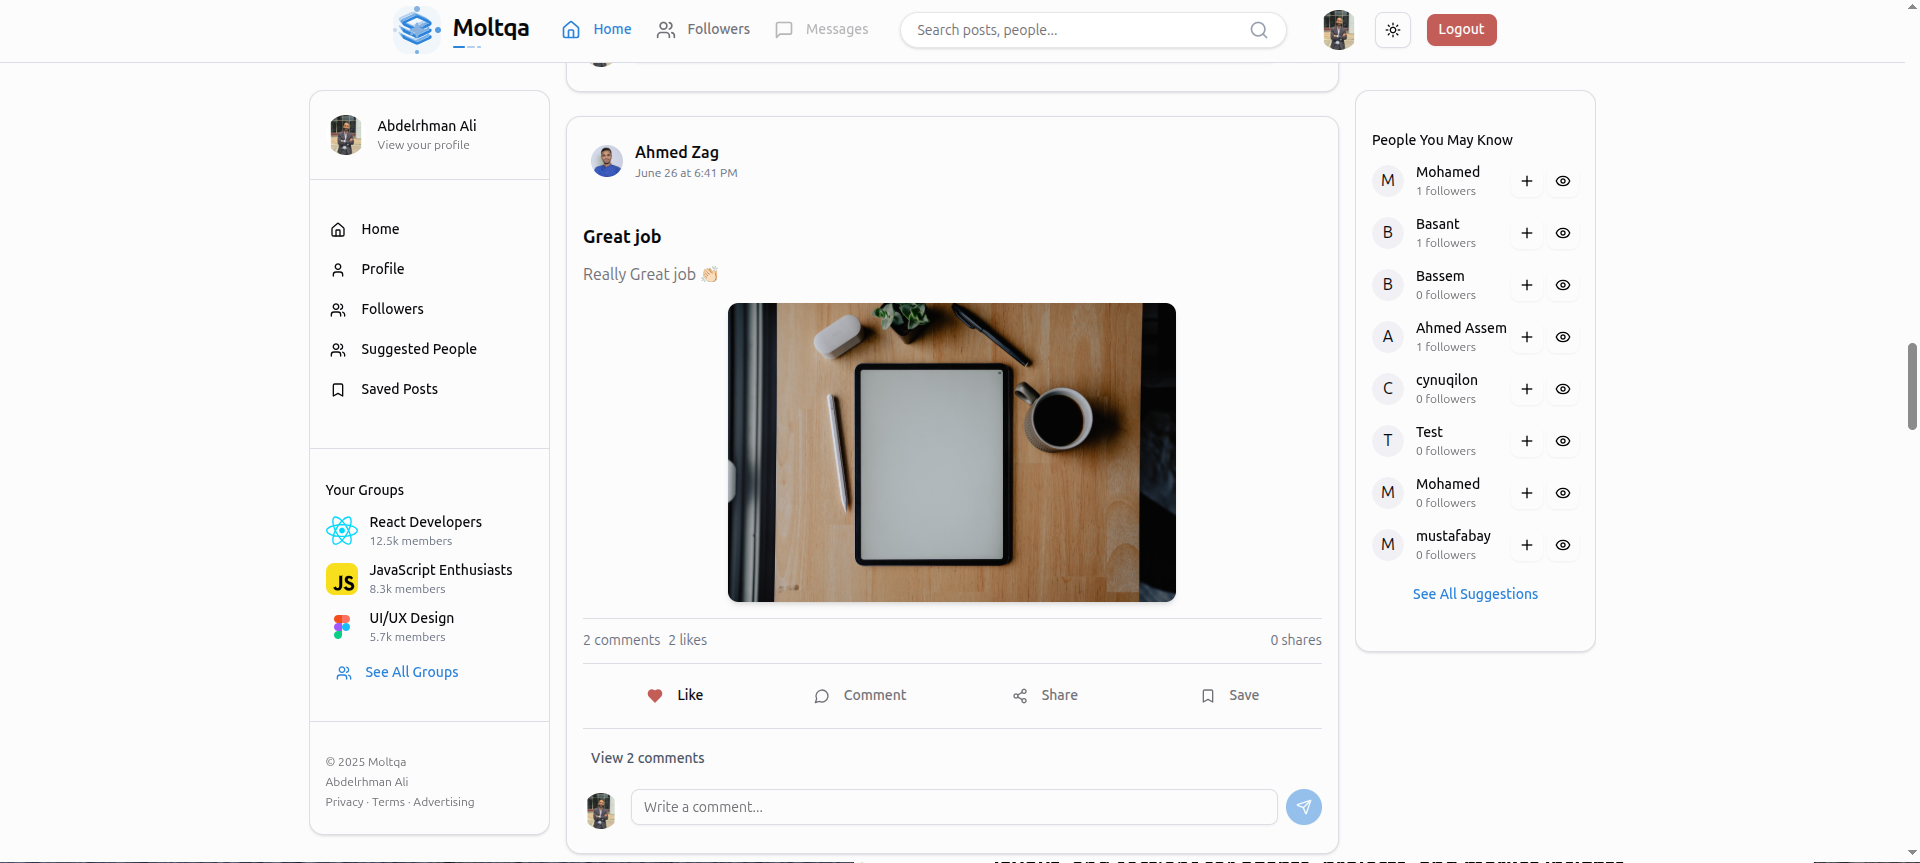 Moltqa
Home
Followers
Messages
Search posts, people...
Logout
Abdelrhman Ali
View your profile
Home
Profile
Followers
Suggested People
Saved Posts
Your Groups
React Developers
12.5k members
JS
JavaScript Enthusiasts
8.3k members
UI/UX Design
5.7k members
See All Groups
© 2025 Moltqa
Abdelrhman Ali
Privacy · Terms · Advertising
Ahmed Zag
June 26 at 6:41 PM
Great job
Really Great job 👏🏻
2 comments 2 likes
0 shares
Like
Comment
Share
Save
View 2 comments
Write a comment...
People You May Know
M
Mohamed
1 followers
B
Basant
1 followers
B
Bassem
0 followers
A
Ahmed Assem
1 followers
C
cynuqilon
0 followers
T
Test
0 followers
M
Mohamed
0 followers
M
mustafabay
0 followers
See All Suggestions